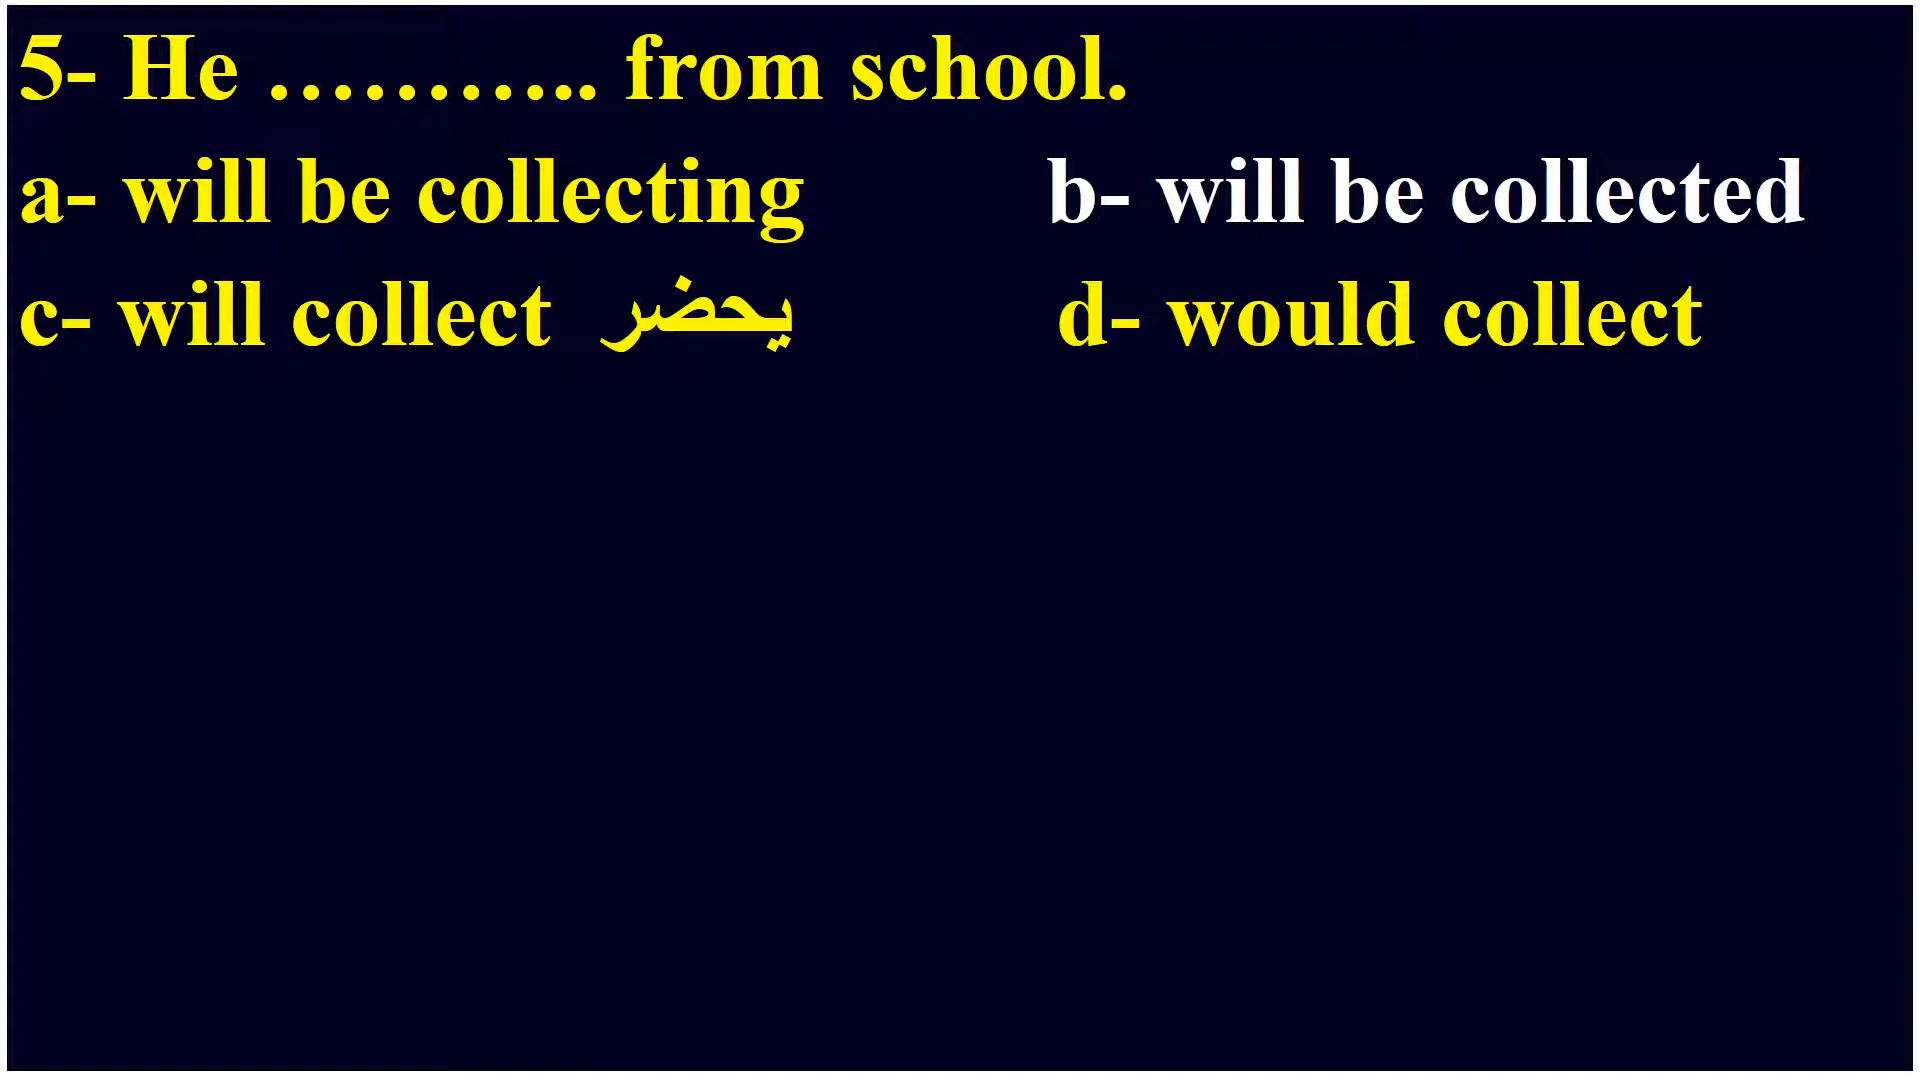 5- He ……….. from school.
a- will be collecting b- will be collected
c- will collect يحضر d- would collect